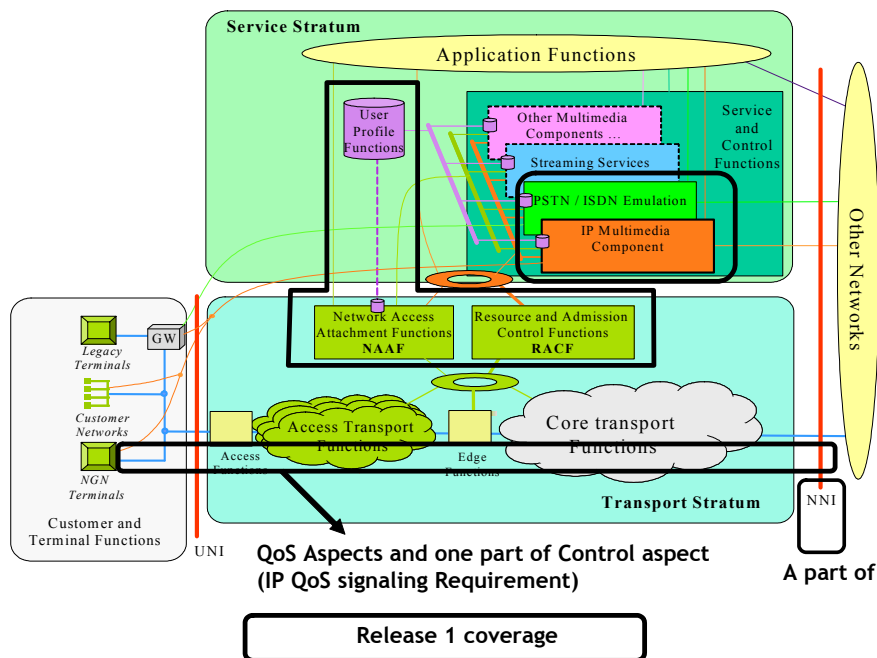 Service Stratum
Application Functions
User
Profile
Functions
Other Multimedia
Components ...
Service
and
Control
Functions
Streaming Services
PSTN / ISDN Emulation
IP Multimedia
Component
Other Networks
Network Access
Attachment Functions
NAAF
Resource and Admission
Control Functions
RACF
GW
Legacy
Terminals
Customer
Networks
NGN
Terminals
Customer and
Terminal Functions
UNI
Access
Functions
Access Transport
Functions
Edge
Functions
Core transport
Functions
Transport Stratum
NNI
QoS Aspects and one part of Control aspect
(IP QoS signaling Requirement)
A part of
Release 1 coverage